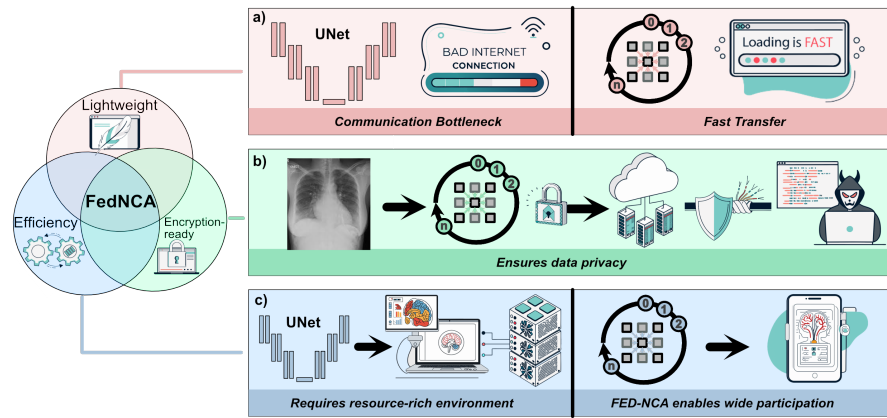 Lightweight
FedNCA
Efficiency
Encryption-
ready
a)
UNet
BAD INTERNET
CONNECTION
0
1
2
n
Loading is FAST
Communication Bottleneck
Fast Transfer
b)
0
1
2
n
Ensures data privacy
c)
UNet
0
1
2
n
Requires resource-rich environment
FED-NCA enables wide participation